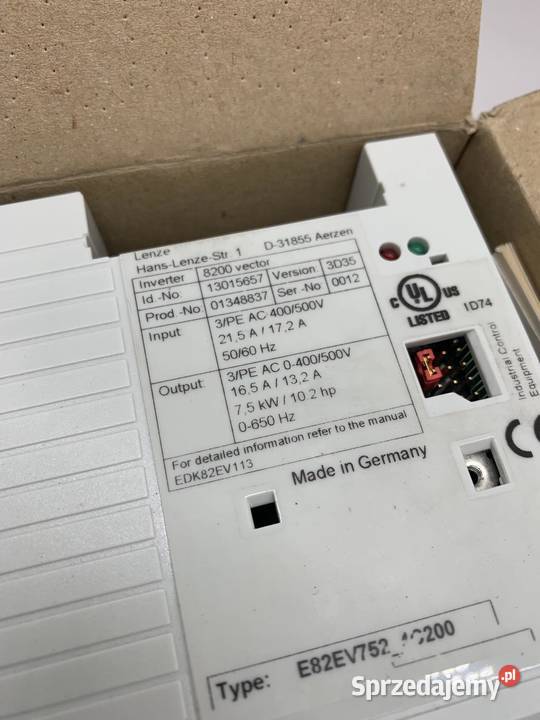 Lenze
Hans-Lenze-Str. 1 D-31855 Aerzen
Inverter 8200 vector
Id.-No. 13015657 Version: 3D35
Prod.-No 01348837 Ser.-No 0012
Input 3/PE AC 400/500V
21,5 A / 17,2 A
50/60 Hz
Output: 3/PE AC 0-400/500V
16,5 A / 13,2 A
7,5 kW / 10.2 hp
0-650 Hz
For detailed information refer to the manual
EDK82EV113
Made in Germany
C UL US
LISTED 1D74
Industrial Control
Equipment
CE
Type: E82EV752_4C200
Sprzedajemy.pl